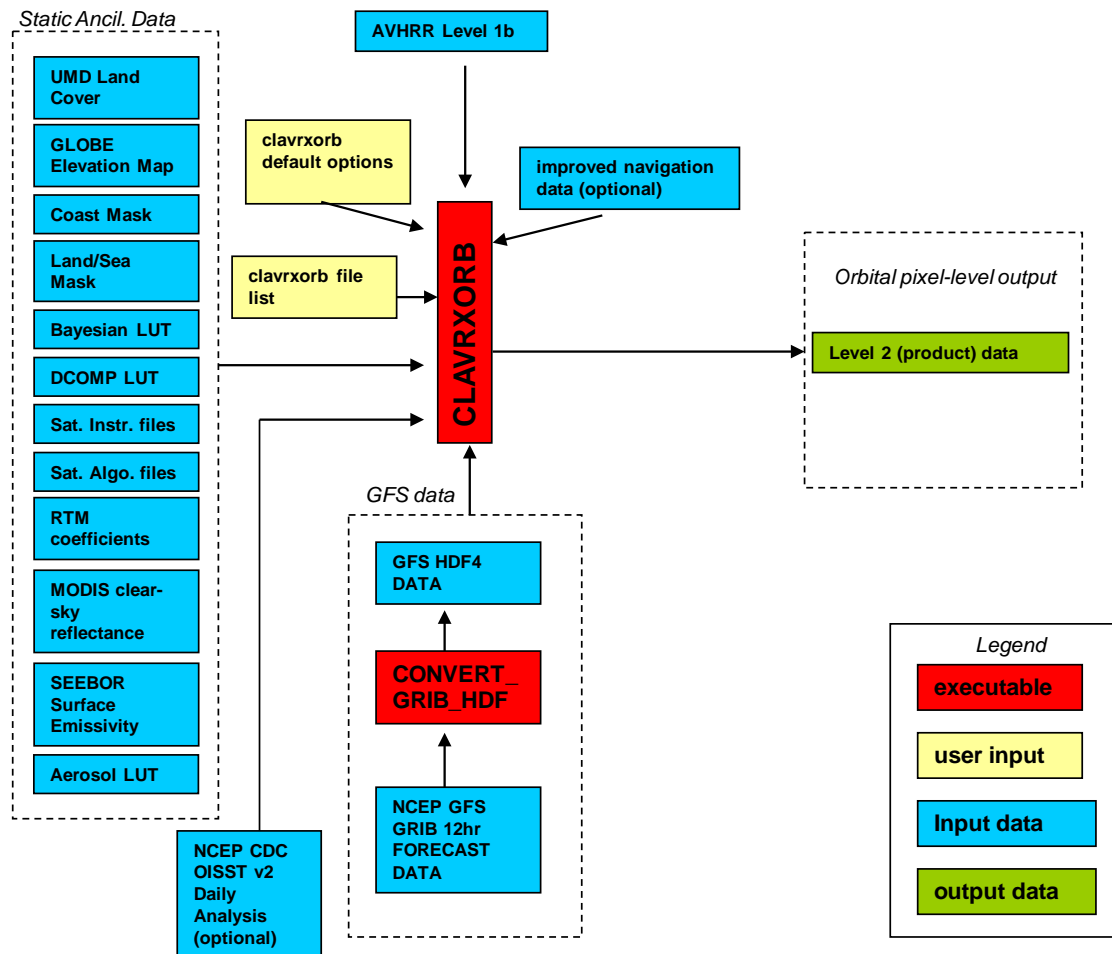 Static Ancil. Data
UMD Land
Cover
GLOBE
Elevation Map
Coast Mask
Land/Sea
Mask
Bayesian LUT
DCOMP LUT
Sat. Instr. files
Sat. Algo. files
RTM
coefficients
MODIS clear-
sky
reflectance
SEEBOR
Surface
Emissivity
Aerosol LUT
NCEP CDC
OISST v2
Daily
Analysis
(optional)
AVHRR Level 1b
clavrxorb
default options
improved navigation
data (optional)
clavrxorb file
list
CLAVRXORB
GFS data
GFS HDF4
DATA
CONVERT_
GRIB_HDF
NCEP GFS
GRIB 12hr
FORECAST
DATA
Orbital pixel-level output
Level 2 (product) data
Legend
executable
user input
Input data
output data